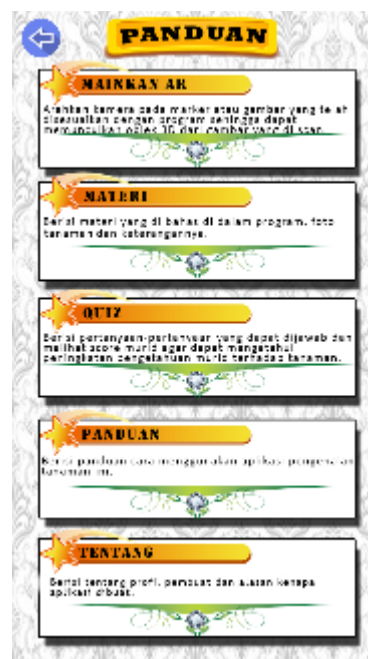 PANDUAN
MAINKAN AR
Arahkan kamera pada marker atau gambar yang telah
disesuaikan dengan program sehingga dapat
memunculkan objek 3D dari gambar yang di scan.
MATERI
Berisi materi yang di bahas di dalam program, foto
tanaman dan keterangannya.
QUIZ
Berisi pertanyaan-pertanyaan yang dapat dijawab dan
melihat score murid agar dapat mengetahui
peringkatan pengetahuan murid terhadap tanaman.
PANDUAN
Berisi panduan cara menggunakan aplikasi pengenalan
tanaman ini.
TENTANG
Berisi tentang profil pembuat dan alasan kenapa
aplikasi dibuat.